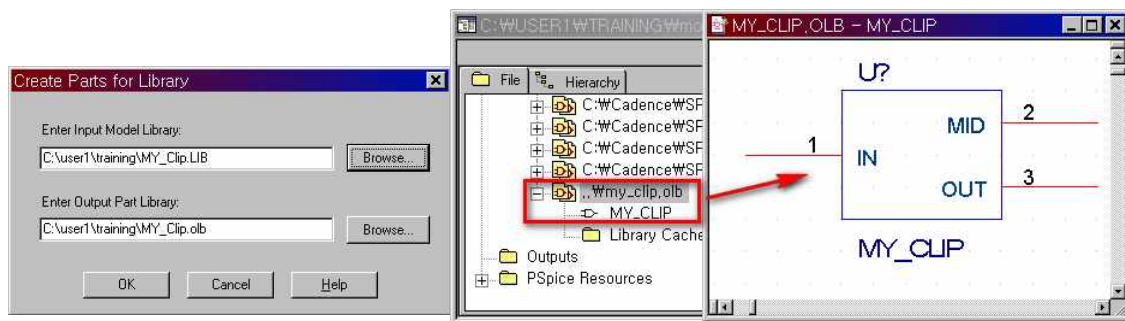 Create Parts for Library
Enter Input Model Library:
C:\user1\training\MY_Clip.LIB
Browse...
Enter Output Part Library:
C:\user1\training\MY_Clip.olb
Browse...
OK
Cancel
Help
C:₩USER1₩TRAINING₩mo
File
Hierarchy
C:₩Cadence₩SF
C:₩Cadence₩SF
C:₩Cadence₩SF
C:₩Cadence₩SF
..₩my_clip.olb
MY_CLIP
Library Cache
Outputs
PSpice Resources
MY_CLIP.OLB - MY_CLIP
U?
1
IN
MID
2
OUT
3
MY_CLIP